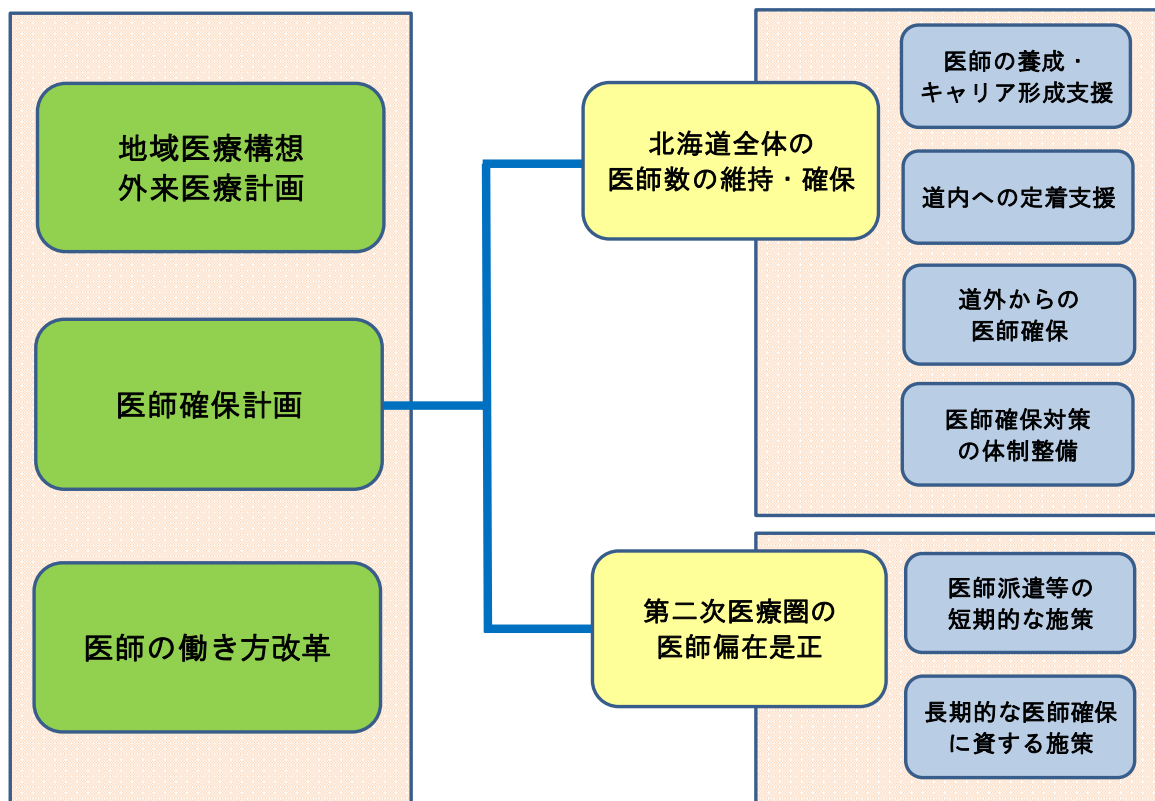 地域医療構想
外来医療計画
医師確保計画
医師の働き方改革
北海道全体の
医師数の維持・確保
医師の養成・
キャリア形成支援
道内への定着支援
道外からの
医師確保
医師確保対策
の体制整備
第二次医療圏の
医師偏在是正
医師派遣等の
短期的な施策
長期的な医師確保
に資する施策